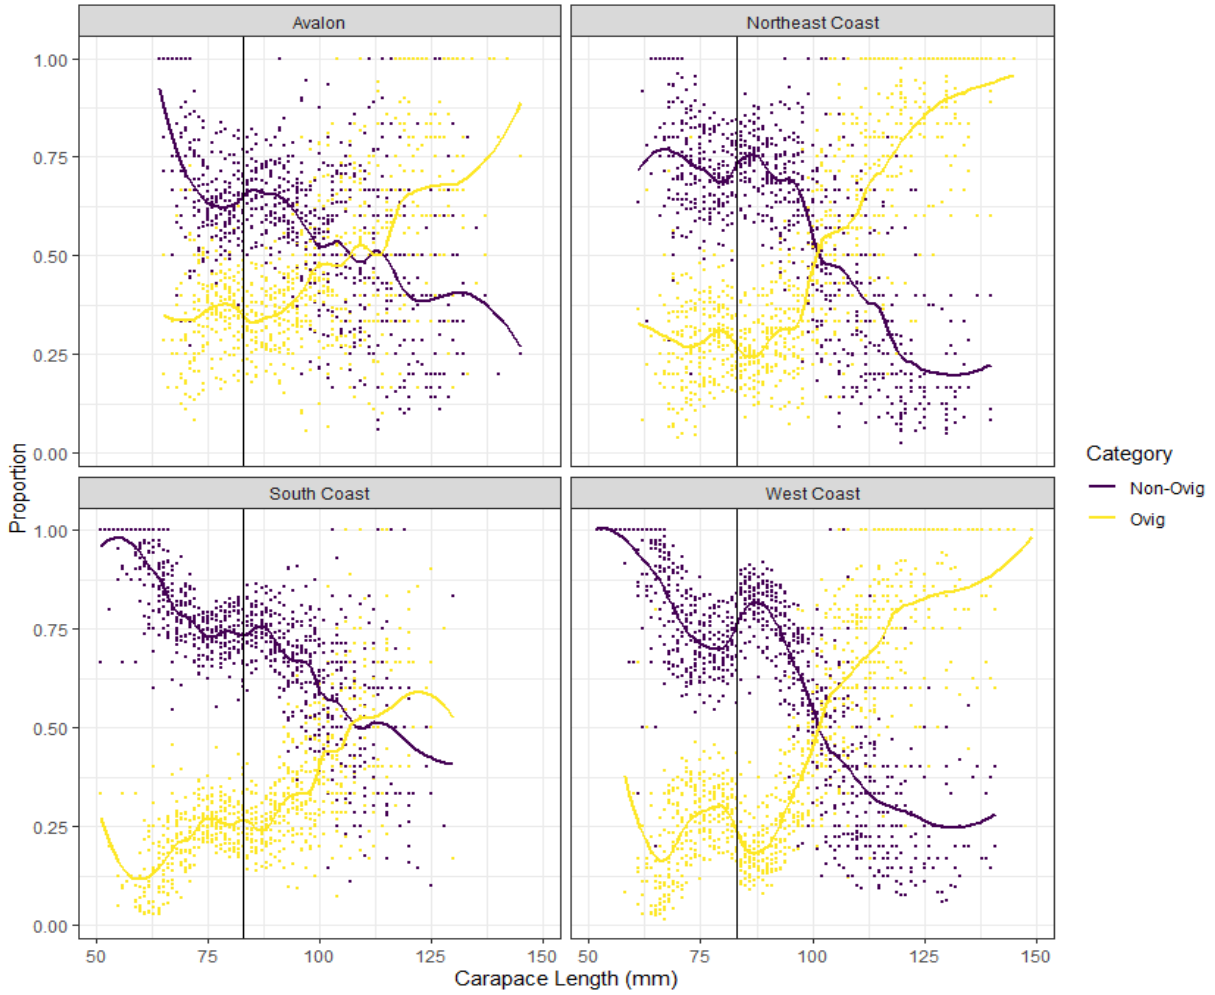 Avalon
Northeast Coast
1.00
0.75
0.50
0.25
0.00
South Coast
West Coast
1.00
0.75
0.50
0.25
0.00
50 75 100 125 150
50 75 100 125 150
Carapace Length (mm)
Proportion
Category
Non-Ovig
Ovig